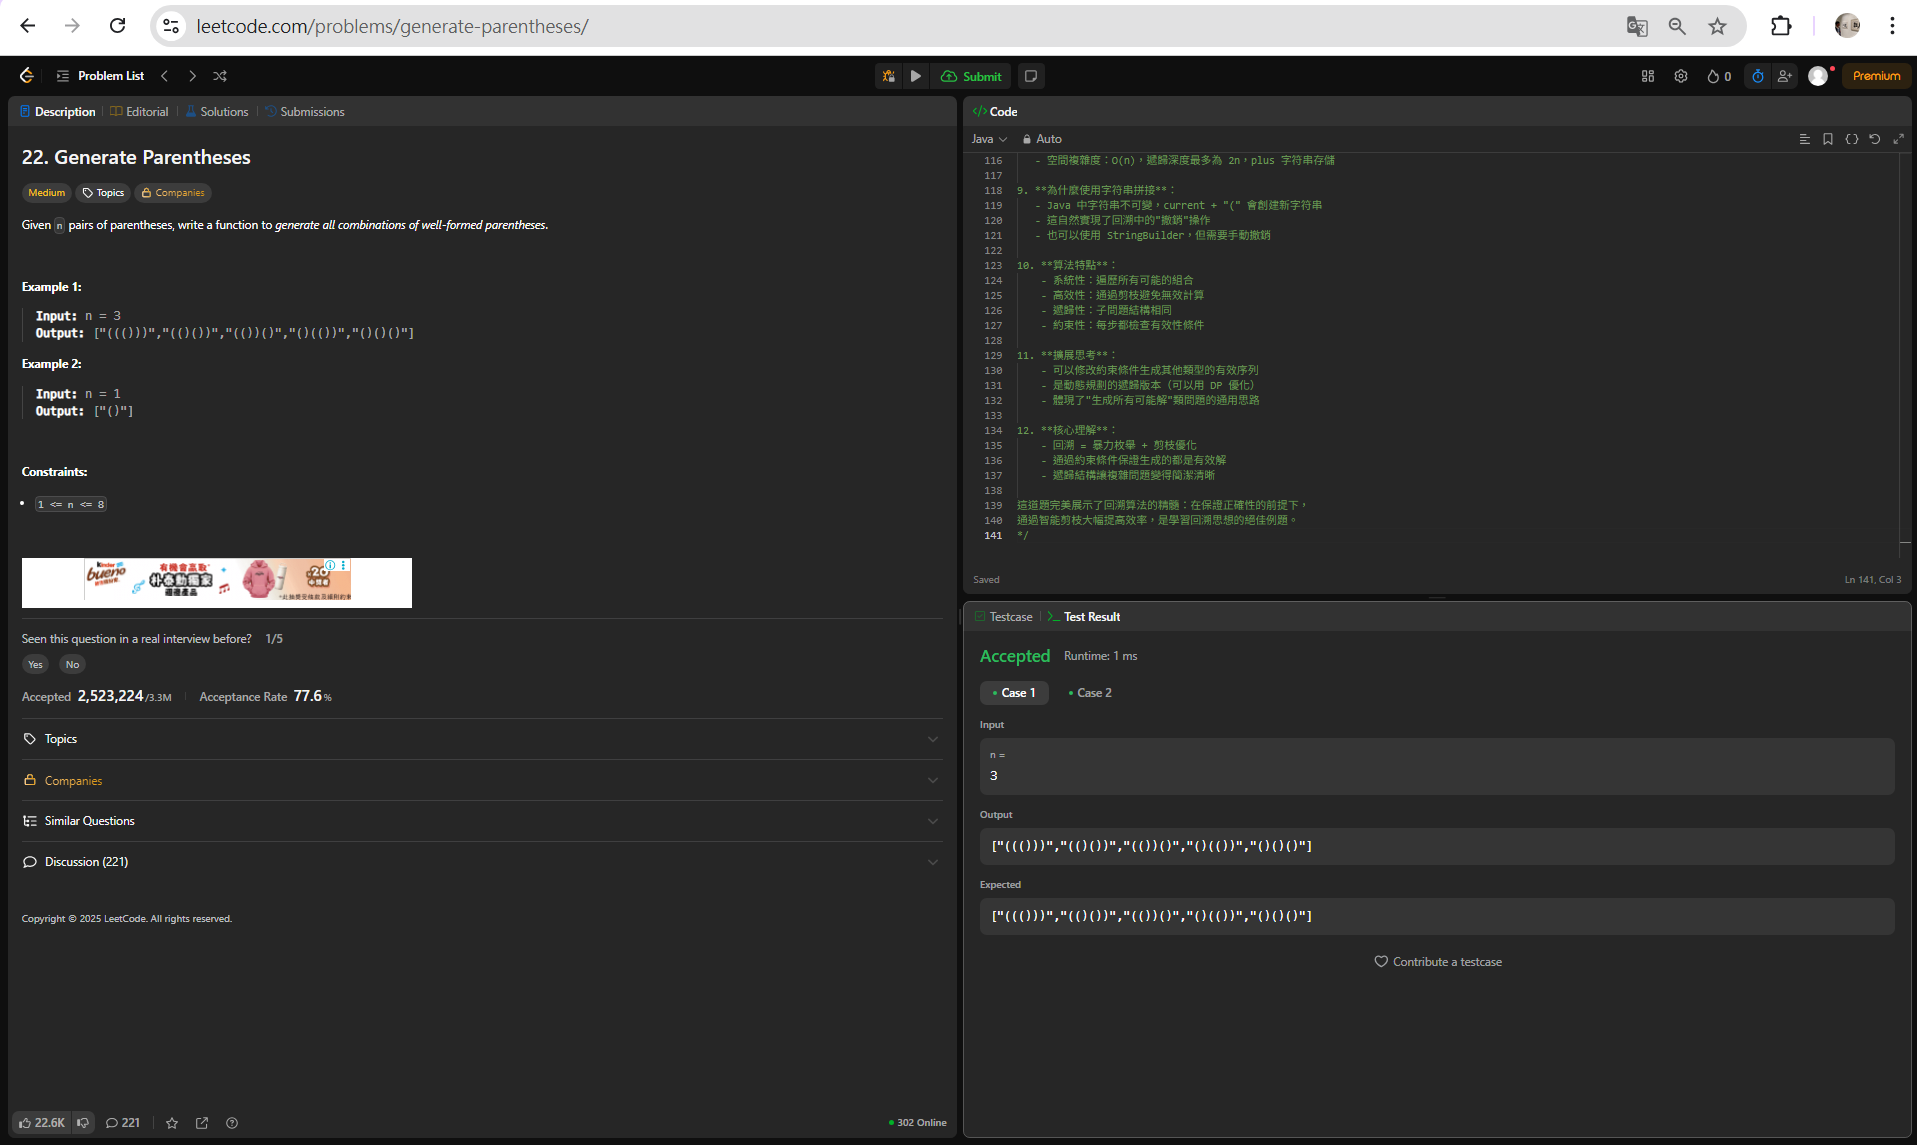 leetcode.com/problems/generate-parentheses/
Problem List
Submit
0
Premium
Description
Editorial
Solutions
Submissions
22. Generate Parentheses
Medium
Topics
Companies
Given n pairs of parentheses, write a function to generate all combinations of well-formed parentheses.
Example 1:
Input: n = 3
Output: ["((()))","(()())","(())()","()(())","()()()"]
Example 2:
Input: n = 1
Output: ["()"]
Constraints:
1 <= n <= 8
Kinder
bueno
有機會贏取
朴泰勳獨家
Seen this question in a real interview before? 1/5
Yes
No
Accepted 2,523,224/3.3M
Acceptance Rate 77.6%
Topics
Companies
Similar Questions
Discussion (221)
Copyright © 2025 LeetCode. All rights reserved.
22.6K
221
302 Online
Code
Java
Auto
116 - 空間複雜度：O(n)，遞歸深度最多為 2n，plus 字符串存儲
117
118 9. **為什麼使用字符串拼接**：
119 - Java 中字符串不可變，current + "(" 會創建新字符串
120 - 這自然實現了回溯中的"撤銷"操作
121 - 也可以使用 StringBuilder，但需要手動撤銷
122
123 10. **算法特點**：
124 - 系統性：遍歷所有可能的組合
125 - 高效性：通過剪枝避免無效計算
126 - 遞歸性：子問題結構相同
127 - 約束性：每步都檢查有效性條件
128
129 11. **擴展思考**：
130 - 可以修改約束條件生成其他類型的有效序列
131 - 是動態規劃的遞歸版本（可以用 DP 優化）
132 - 體現了"生成所有可能解"類問題的通用思路
133
134 12. **核心理解**：
135 - 回溯 = 暴力枚舉 + 剪枝優化
136 - 通過約束條件保證生成的都是有效解
137 - 遞歸結構讓複雜問題變得簡潔清晰
138
139 這道題完美展示了回溯算法的精髓：在保證正確性的前提下，
140 通過智能剪枝大幅提高效率，是學習回溯思想的絕佳例題。
141 */
Saved
Ln 141, Col 3
Testcase
Test Result
Accepted
Runtime: 1 ms
Case 1
Case 2
Input
n =
3
Output
["((()))","(()())","(())()","()(())","()()()"]
Expected
["((()))","(()())","(())()","()(())","()()()"]
Contribute a testcase